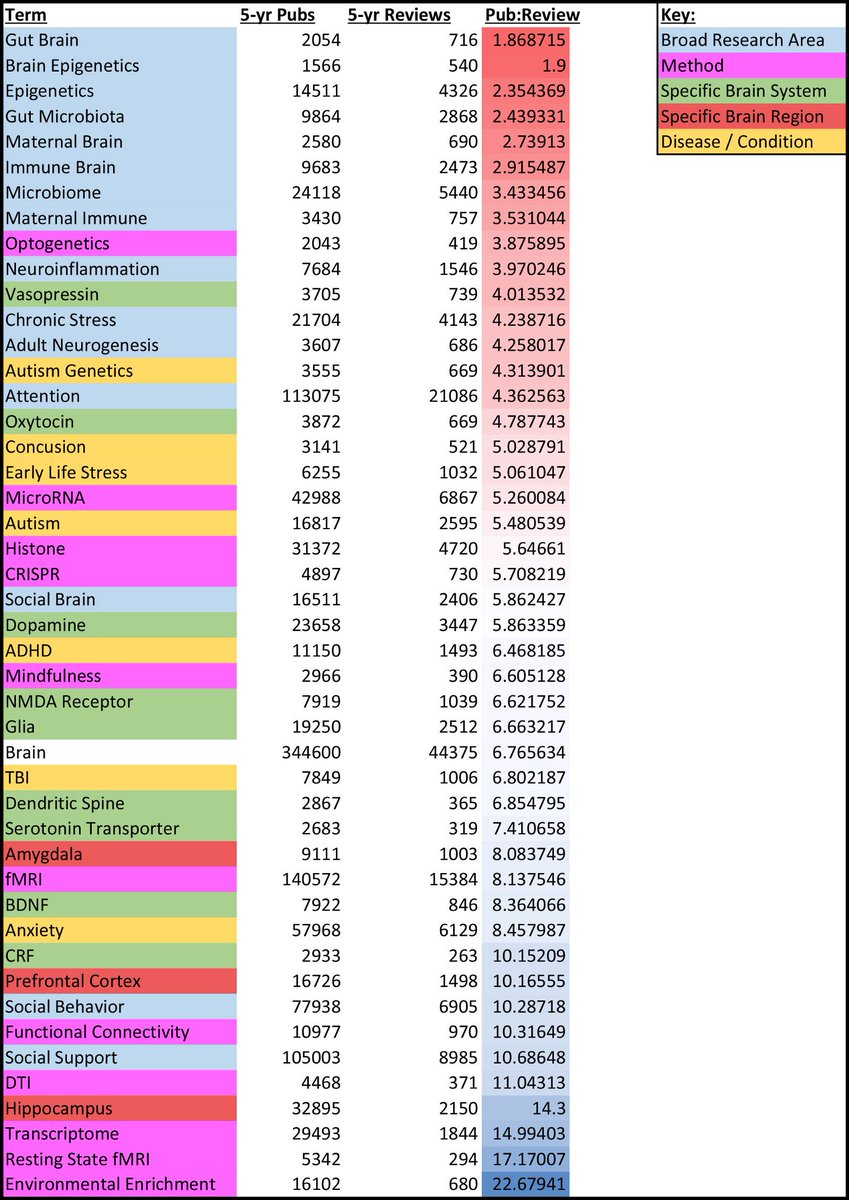 Term 5-yr Pubs 5-yr Reviews Pub:Review Key:
Gut Brain 2054 716 1.868715 Broad Research Area
Brain Epigenetics 1566 540 1.9 Method
Epigenetics 14511 4326 2.354369 Specific Brain System
Gut Microbiota 9864 2868 2.439331 Specific Brain Region
Maternal Brain 2580 690 2.73913 Disease / Condition
Immune Brain 9683 2473 2.915487
Microbiome 24118 5440 3.433456
Maternal Immune 3430 757 3.531044
Optogenetics 2043 419 3.875895
Neuroinflammation 7684 1546 3.970246
Vasopressin 3705 739 4.013532
Chronic Stress 21704 4143 4.238716
Adult Neurogenesis 3607 686 4.258017
Autism Genetics 3555 669 4.313901
Attention 113075 21086 4.362563
Oxytocin 3872 669 4.787743
Concusion 3141 521 5.028791
Early Life Stress 6255 1032 5.061047
MicroRNA 42988 6867 5.260084
Autism 16817 2595 5.480539
Histone 31372 4720 5.64661
CRISPR 4897 730 5.708219
Social Brain 16511 2406 5.862427
Dopamine 23658 3447 5.863359
ADHD 11150 1493 6.468185
Mindfulness 2966 390 6.605128
NMDA Receptor 7919 1039 6.621752
Glia 19250 2512 6.663217
Brain 344600 44375 6.765634
TBI 7849 1006 6.802187
Dendritic Spine 2867 365 6.854795
Serotonin Transporter 2683 319 7.410658
Amygdala 9111 1003 8.083749
fMRI 140572 15384 8.137546
BDNF 7922 846 8.364066
Anxiety 57968 6129 8.457987
CRF 2933 263 10.15209
Prefrontal Cortex 16726 1498 10.16555
Social Behavior 77938 6905 10.28718
Functional Connectivity 10977 970 10.31649
Social Support 105003 8985 10.68648
DTI 4468 371 11.04313
Hippocampus 32895 2150 14.3
Transcriptome 29493 1844 14.99403
Resting State fMRI 5342 294 17.17007
Environmental Enrichment 16102 680 22.67941